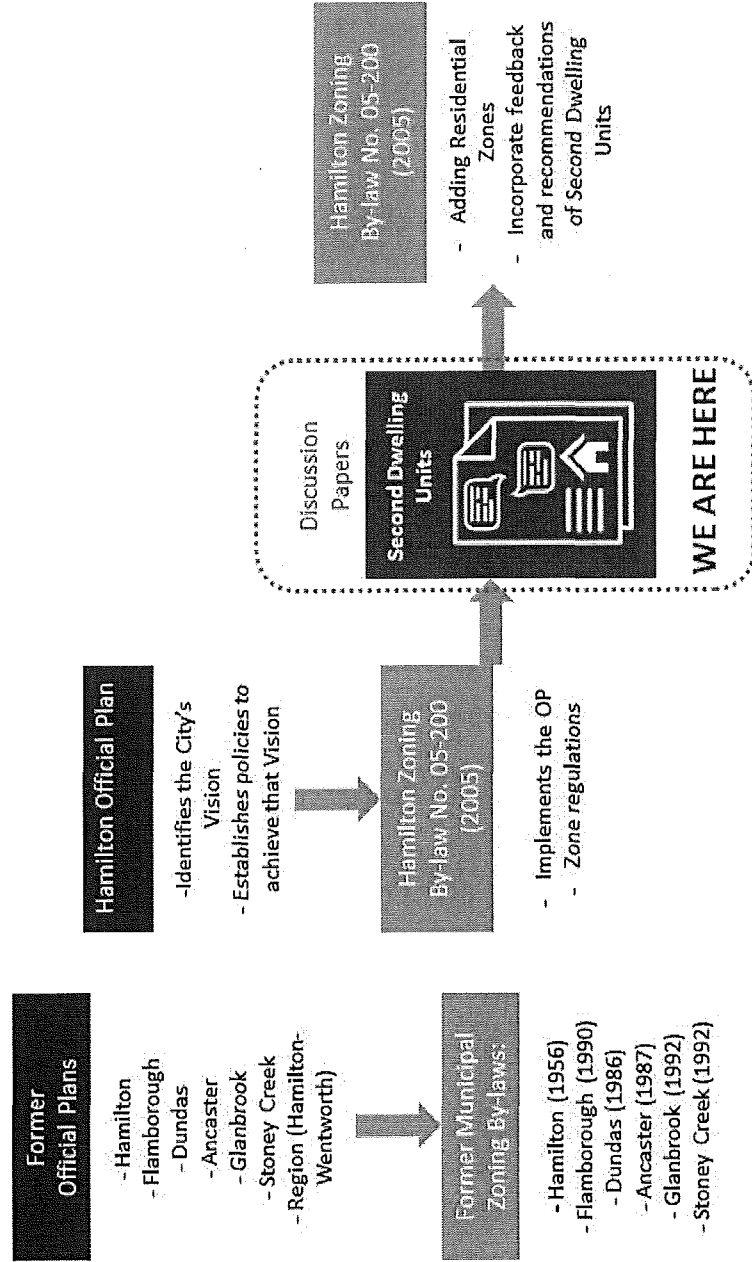 Former
Official Plans
- Hamilton
- Flamborough
- Dundas
- Ancaster
- Glanbrook
- Stoney Creek
- Region (Hamilton-
Wentworth)
Former Municipal
Zoning By-laws:
- Hamilton (1956)
- Flamborough (1990)
- Dundas (1986)
- Ancaster (1987)
- Glanbrook (1992)
- Stoney Creek (1992)
Hamilton Official Plan
-Identifies the City's
Vision
- Establishes policies to
achieve that Vision
Hamilton Zoning
By-law No. 05-200
(2005)
- Implements the OP
- Zone regulations
Discussion
Papers
Second Dwelling
Units
WE ARE HERE
Hamilton Zoning
By-law No. 05-200
(2005)
- Adding Residential
Zones
- Incorporate feedback
and recommendations
of Second Dwelling
Units